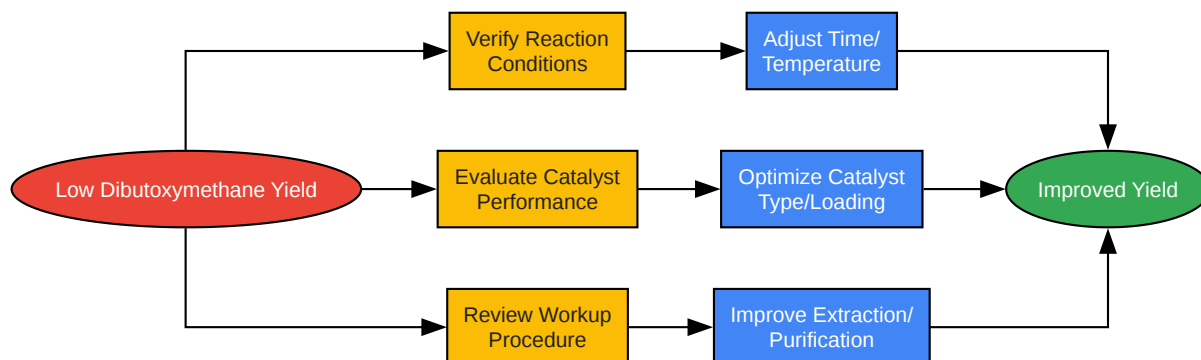 Verify Reaction
Conditions
Adjust Time/
Temperature
Low Dibutoxymethane Yield
Evaluate Catalyst
Performance
Optimize Catalyst
Type/Loading
Improved Yield
Review Workup
Procedure
Improve Extraction/
Purification